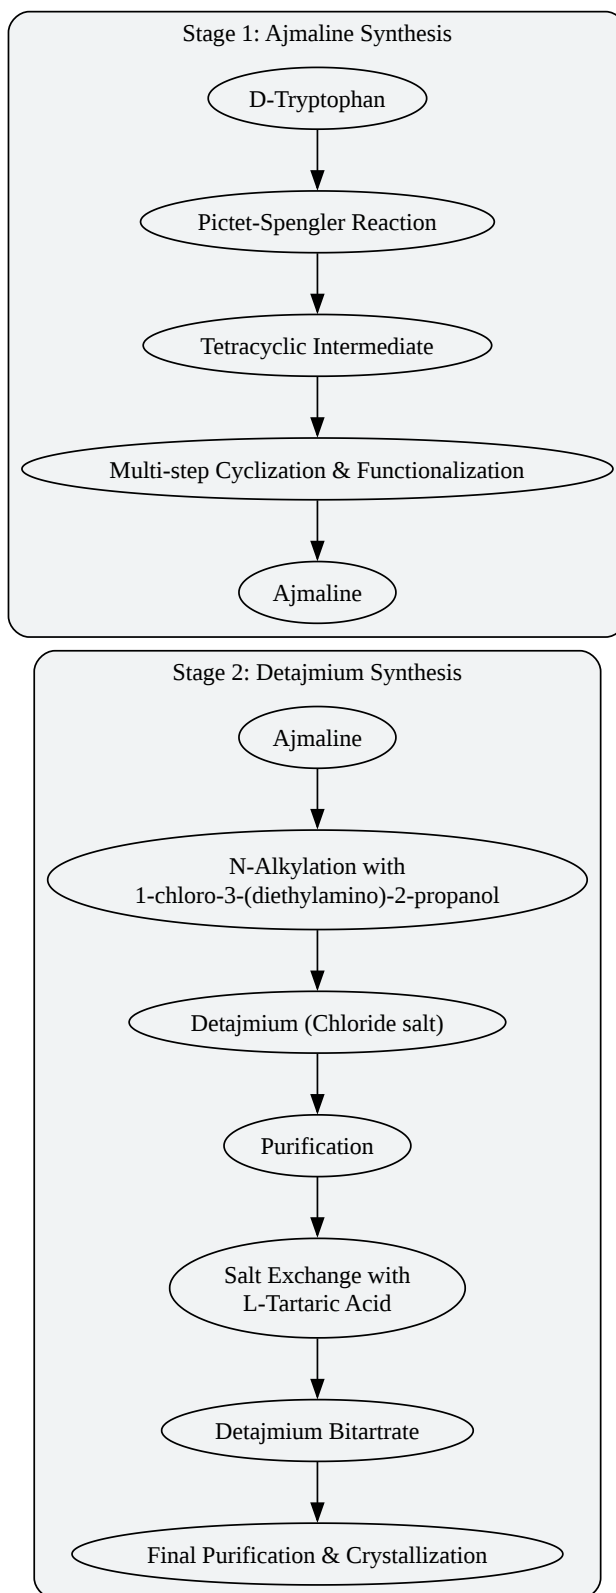 Stage 1: Ajmaline Synthesis
D-Tryptophan
Pictet-Spengler Reaction
Tetracyclic Intermediate
Multi-step Cyclization & Functionalization
Ajmaline
Stage 2: Detajmium Synthesis
Ajmaline
N-Alkylation with
1-chloro-3-(diethylamino)-2-propanol
Detajmium (Chloride salt)
Purification
Salt Exchange with
L-Tartaric Acid
Detajmium Bitartrate
Final Purification & Crystallization